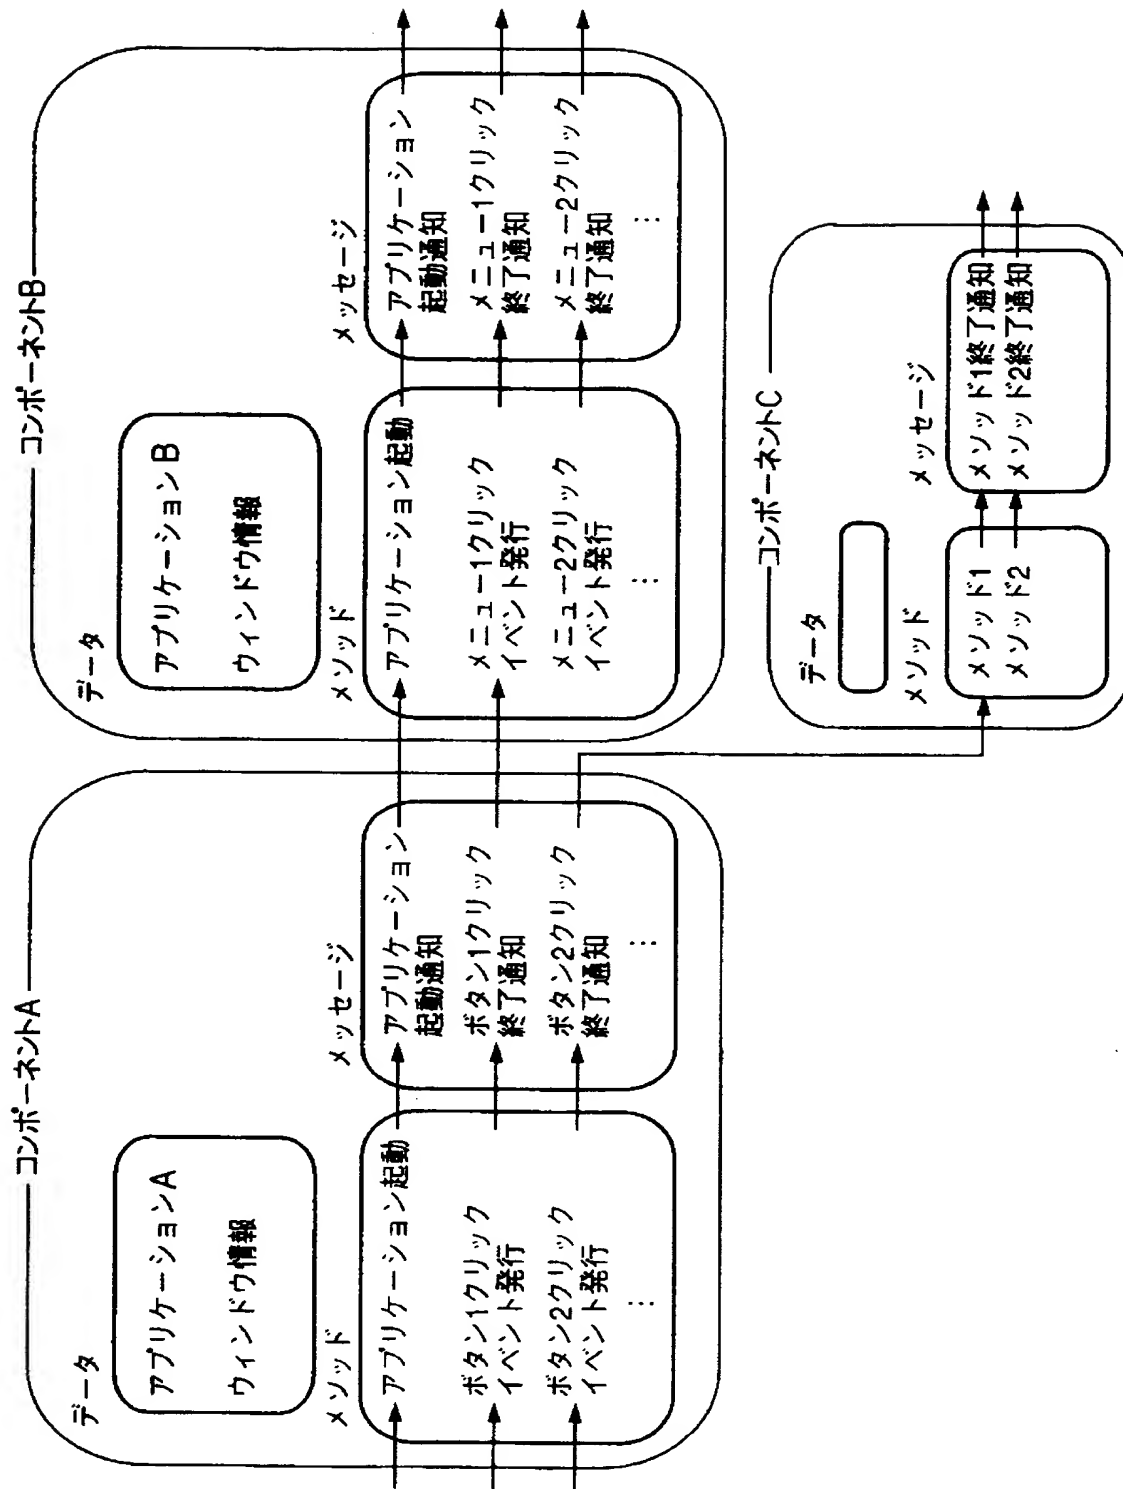 コンポーネントA
データ
アプリケーションA
ウィンドウ情報
メソッド
アプリケーション起動
ボタン1クリック
イベント発行
ボタン2クリック
イベント発行
⋮
メッセージ
アプリケーション
起動通知
ボタン1クリック
終了通知
ボタン2クリック
終了通知
⋮
コンポーネントB
データ
アプリケーションB
ウィンドウ情報
メソッド
アプリケーション起動
メニュー1クリック
イベント発行
メニュー2クリック
イベント発行
⋮
メッセージ
アプリケーション
起動通知
メニュー1クリック
終了通知
メニュー2クリック
終了通知
⋮
コンポーネントC
データ
メソッド
メソッド1
メソッド2
メッセージ
メソッド1終了通知
メソッド2終了通知